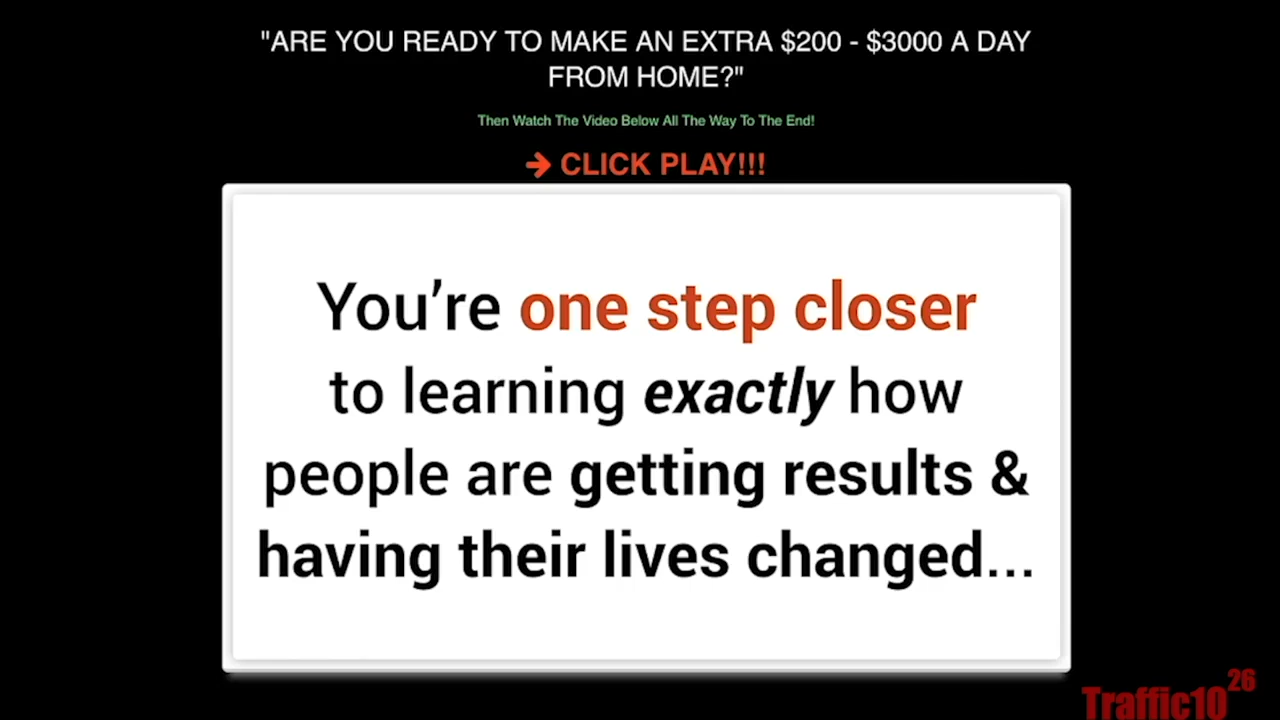 "ARE YOU READY TO MAKE AN EXTRA $200 - $3000 A DAY
FROM HOME?"
Then Watch The Video Below All The Way To The End!
→ CLICK PLAY!!!
You're one step closer
to learning exactly how
people are getting results &
having their lives changed...
Traffic10²⁶